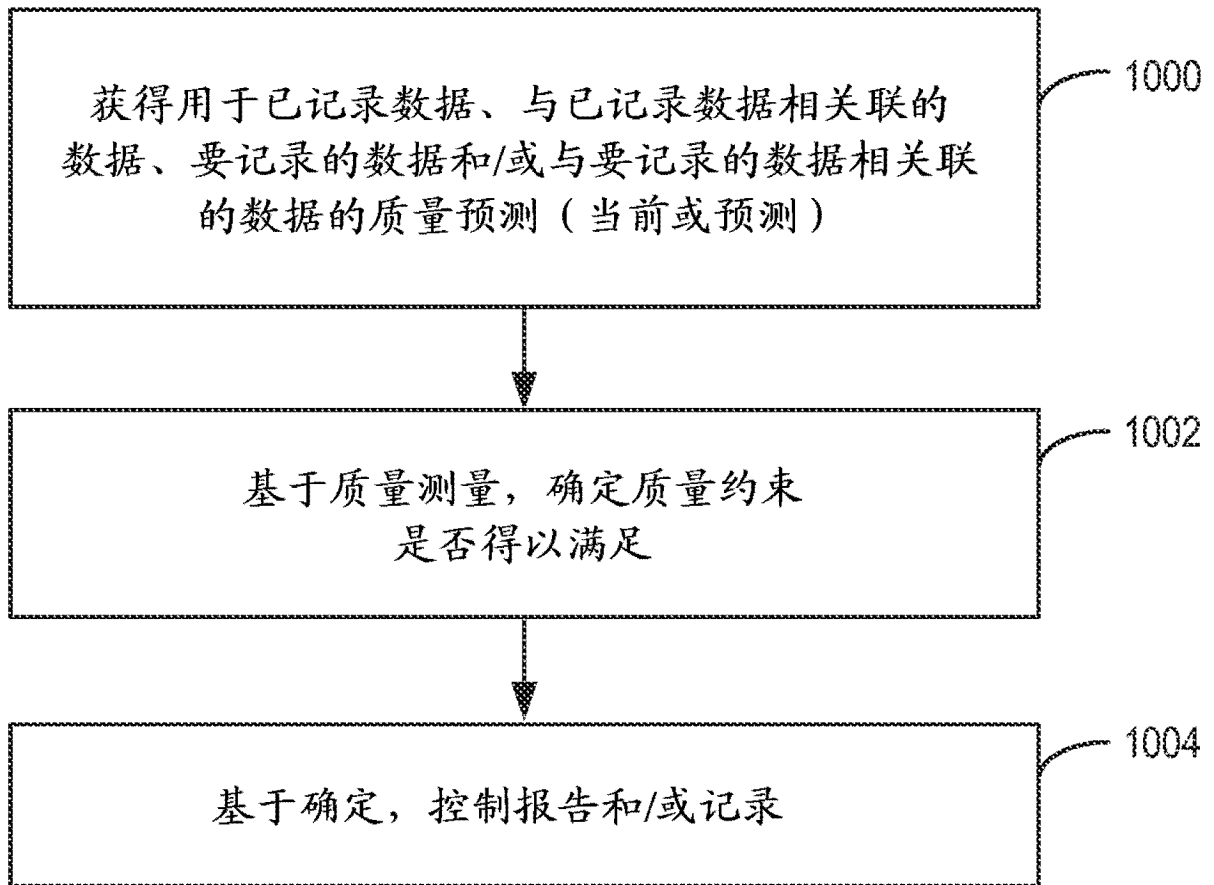 获得用于已记录数据、与已记录数据相关联的
数据、要记录的数据和/或与要记录的数据相关联
的数据的质量预测（当前或预测）
1000
基于质量测量，确定质量约束
是否得以满足
1002
基于确定，控制报告和/或记录
1004